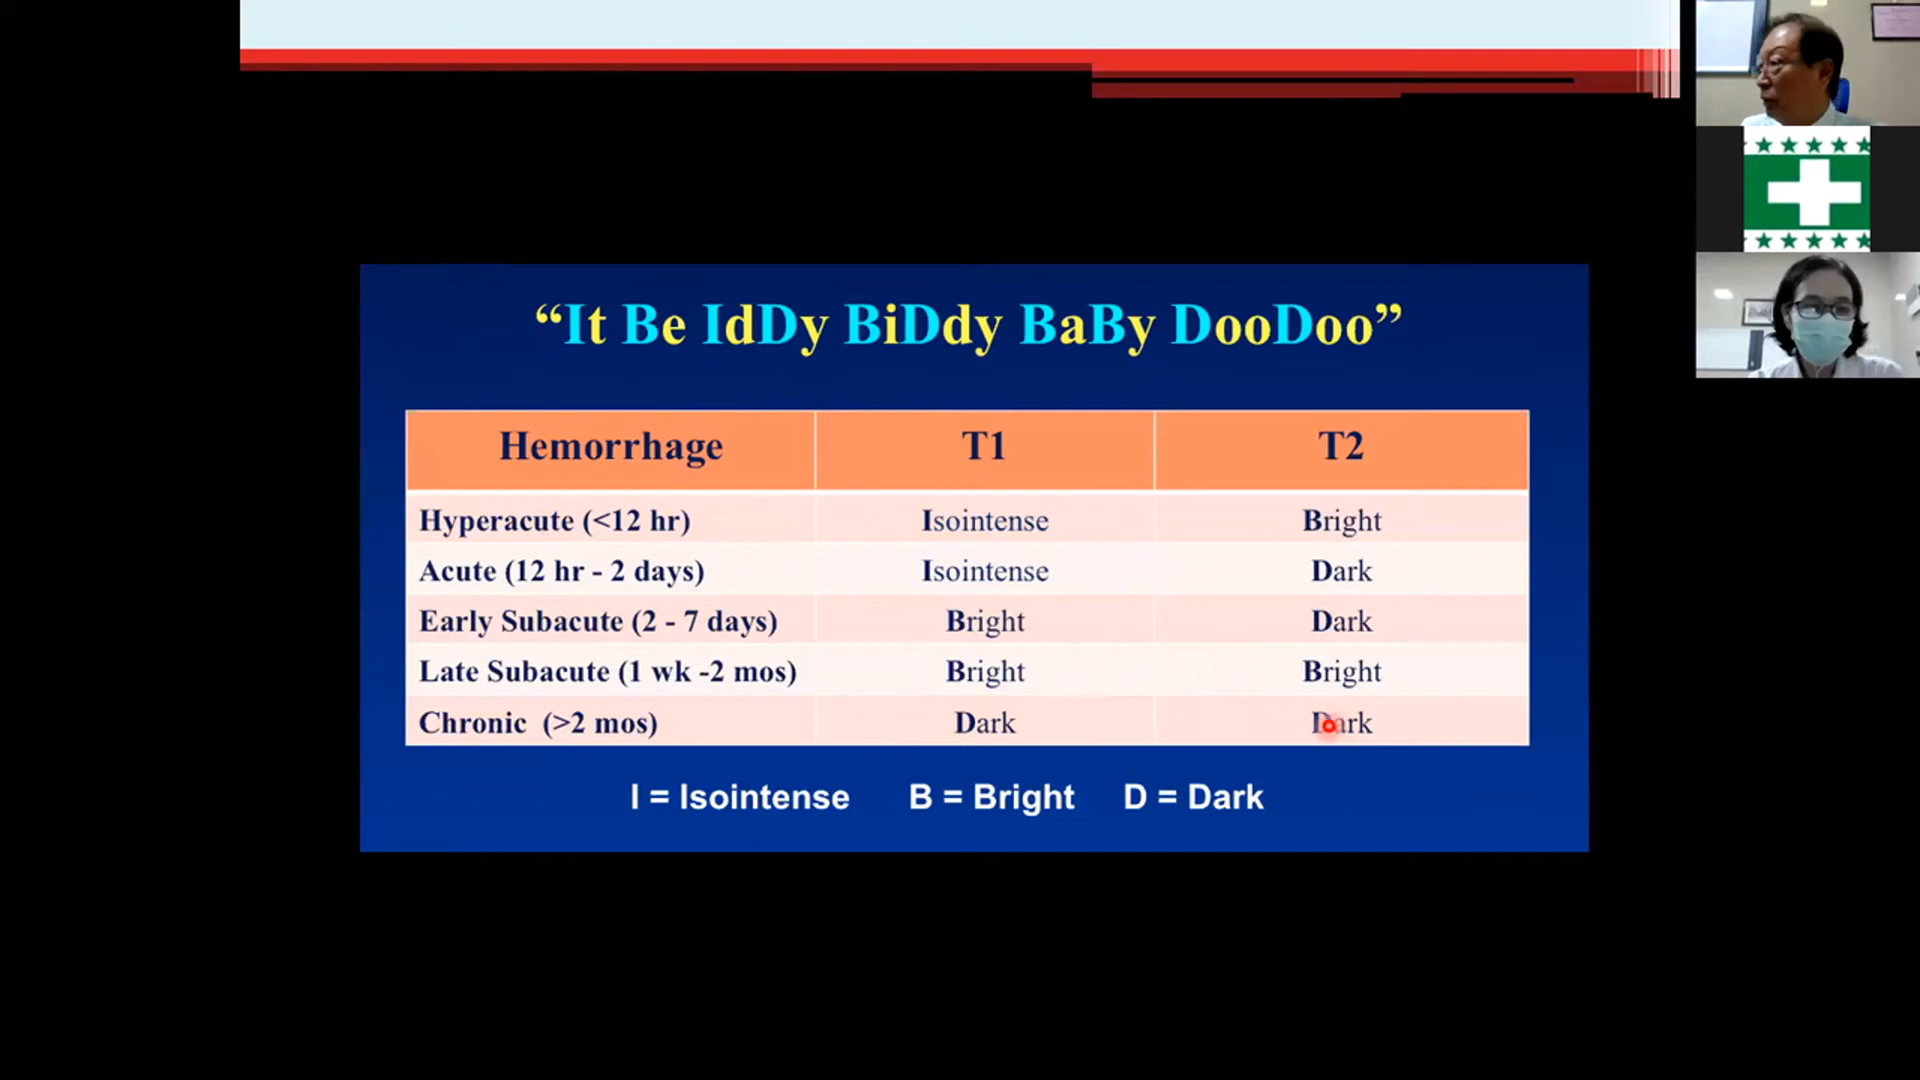 “It Be IdDy BiDdy BaBy DooDoo”
Hemorrhage T1 T2
Hyperacute (<12 hr) Isointense Bright
Acute (12 hr - 2 days) Isointense Dark
Early Subacute (2 - 7 days) Bright Dark
Late Subacute (1 wk -2 mos) Bright Bright
Chronic (>2 mos) Dark Dark
I = Isointense B = Bright D = Dark